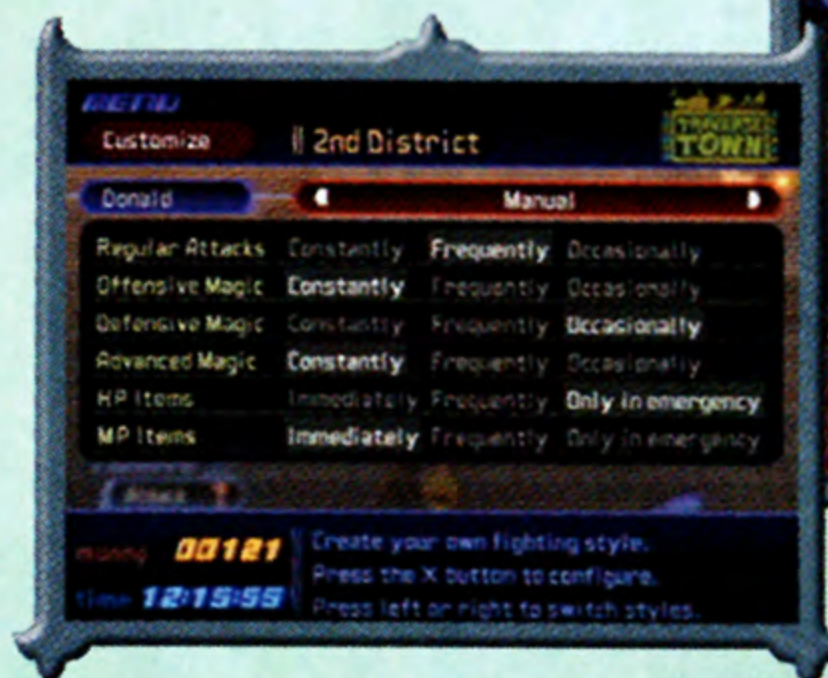 MENU
Customize 2nd District
TRAVERSE TOWN
Donald Manual
Regular Attacks Constantly Frequently Occasionally
Offensive Magic Constantly Frequently Occasionally
Defensive Magic Constantly Frequently Occasionally
Advanced Magic Constantly Frequently Occasionally
HP Items Immediately Frequently Only in emergency
MP Items Immediately Frequently Only in emergency
munny 00121
time 12:15:55
Create your own fighting style.
Press the X button to configure.
Press left or right to switch styles.